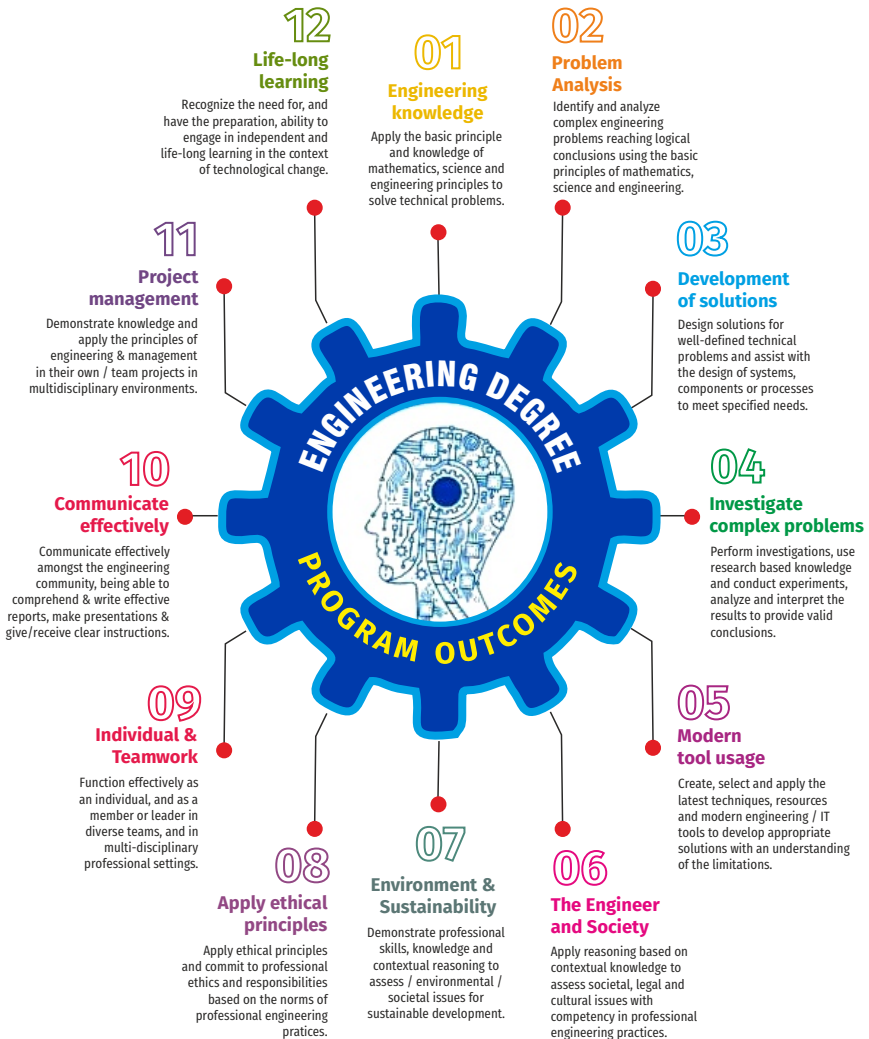 ENGINEERING DEGREE
PROGRAM OUTCOMES
01
Engineering
knowledge
Apply the basic principle
and knowledge of
mathematics, science and
engineering principles to
solve technical problems.
02
Problem
Analysis
Identify and analyze
complex engineering
problems reaching logical
conclusions using the basic
principles of mathematics,
science and engineering.
03
Development
of solutions
Design solutions for
well-defined technical
problems and assist with
the design of systems,
components or processes
to meet specified needs.
04
Investigate
complex problems
Perform investigations, use
research based knowledge
and conduct experiments,
analyze and interpret the
results to provide valid
conclusions.
05
Modern
tool usage
Create, select and apply the
latest techniques, resources
and modern engineering / IT
tools to develop appropriate
solutions with an understanding
of the limitations.
06
The Engineer
and Society
Apply reasoning based on
contextual knowledge to
assess societal, legal and
cultural issues with
competency in professional
engineering practices.
07
Environment &
Sustainability
Demonstrate professional
skills, knowledge and
contextual reasoning to
assess / environmental /
societal issues for
sustainable development.
08
Apply ethical
principles
Apply ethical principles
and commit to professional
ethics and responsibilities
based on the norms of
professional engineering
pratices.
09
Individual &
Teamwork
Function effectively as
an individual, and as a
member or leader in
diverse teams, and in
multi-disciplinary
professional settings.
10
Communicate
effectively
Communicate effectively
amongst the engineering
community, being able to
comprehend & write effective
reports, make presentations &
give/receive clear instructions.
11
Project
management
Demonstrate knowledge and
apply the principles of
engineering & management
in their own / team projects in
multidisciplinary environments.
12
Life-long
learning
Recognize the need for, and
have the preparation, ability to
engage in independent and
life-long learning in the context
of technological change.